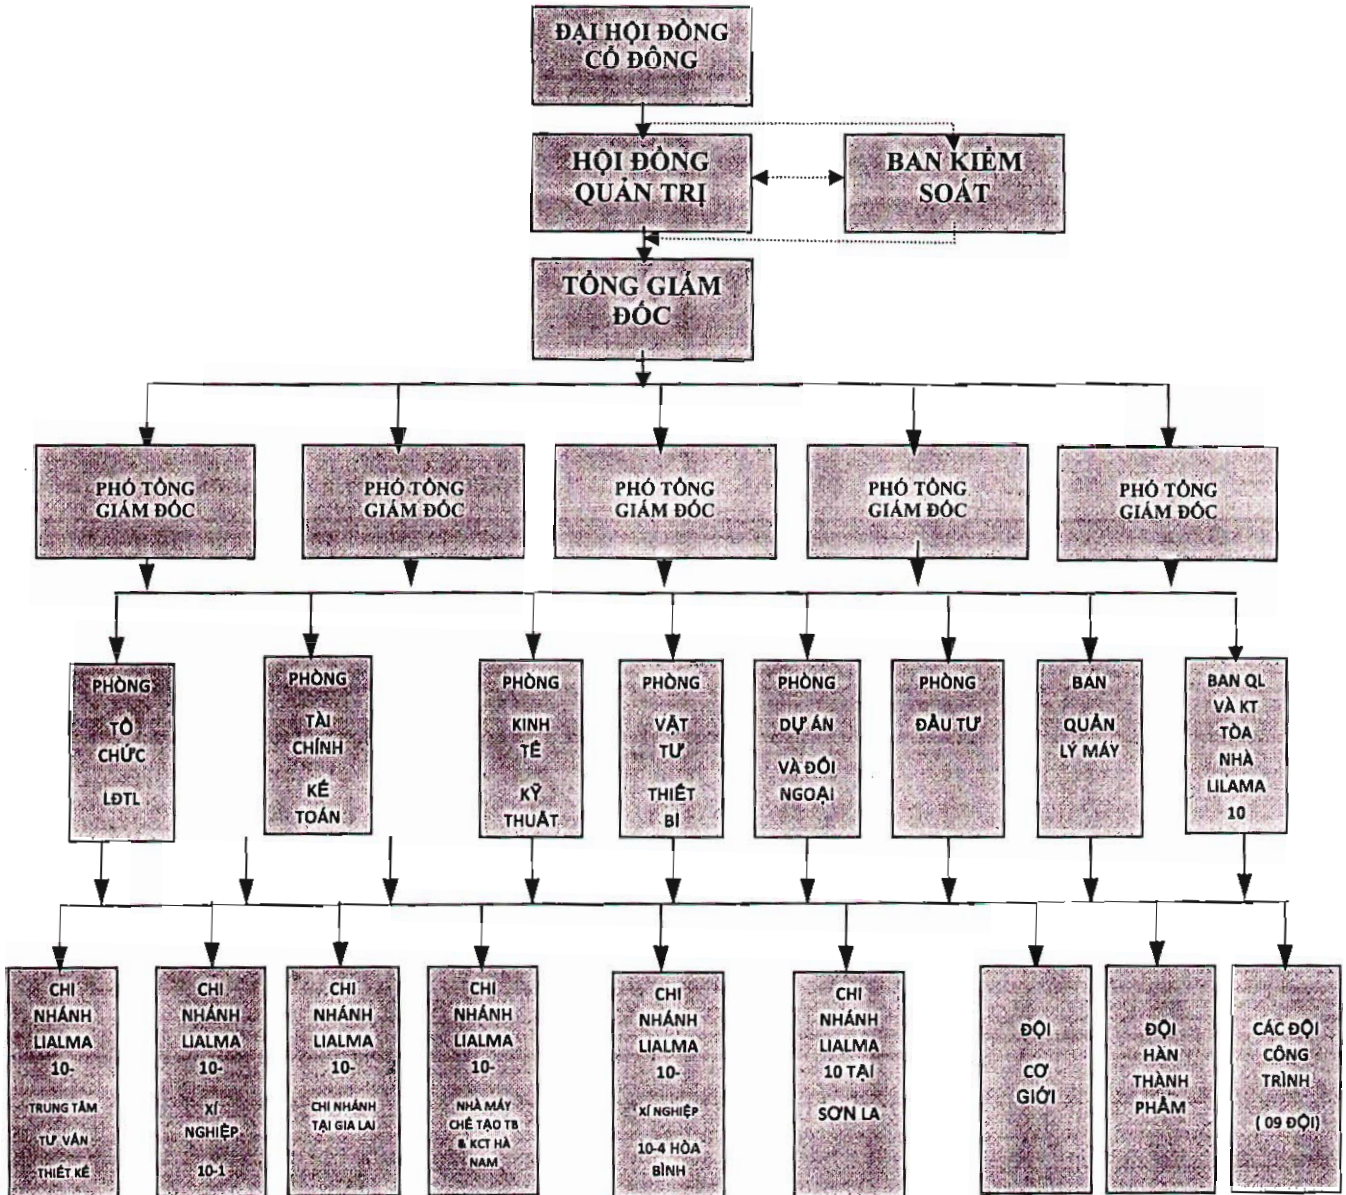 ĐẠI HỘI ĐỒNG
CỔ ĐÔNG
HỘI ĐỒNG
QUẢN TRỊ
BAN KIỂM
SOÁT
TỔNG GIÁM
ĐỐC
PHÓ TỔNG
GIÁM ĐỐC
PHÓ TỔNG
GIÁM ĐỐC
PHÓ TỔNG
GIÁM ĐỐC
PHÓ TỔNG
GIÁM ĐỐC
PHÓ TỔNG
GIÁM ĐỐC
PHÒNG
TỔ
CHỨC
LĐTL
PHÒNG
TÀI
CHÍNH
KẾ
TOÁN
PHÒNG
KINH
TẾ
KỸ
THUẬT
PHÒNG
VẬT
TƯ
THIẾT
BỊ
PHÒNG
DỰ ÁN
VÀ ĐỐI
NGOẠI
PHÒNG
ĐẦU TƯ
BAN
QUẢN
LÝ MÁY
BAN QL
VÀ KT
TÒA
NHÀ
LILAMA
10
CHI
NHÁNH
LIALMA
10-
TRUNG TÂM
TƯ VẤN
THIẾT KẾ
CHI
NHÁNH
LIALMA
10-
XÍ
NGHIỆP
10-1
CHI
NHÁNH
LIALMA
10-
CHI NHÁNH
TẠI GIA LAI
CHI
NHÁNH
LIALMA
10-
NHÀ MÁY
CHẾ TẠO TB
& KCT HÀ
NAM
CHI
NHÁNH
LIALMA
10-
XÍ NGHIỆP
10-4 HÒA
BÌNH
CHI
NHÁNH
LIALMA
10 TẠI
SƠN LA
ĐỘI
CƠ
GIỚI
ĐỘI
HÀN
THÀNH
PHẨM
CÁC ĐỘI
CÔNG
TRÌNH
( 09 ĐỘI)